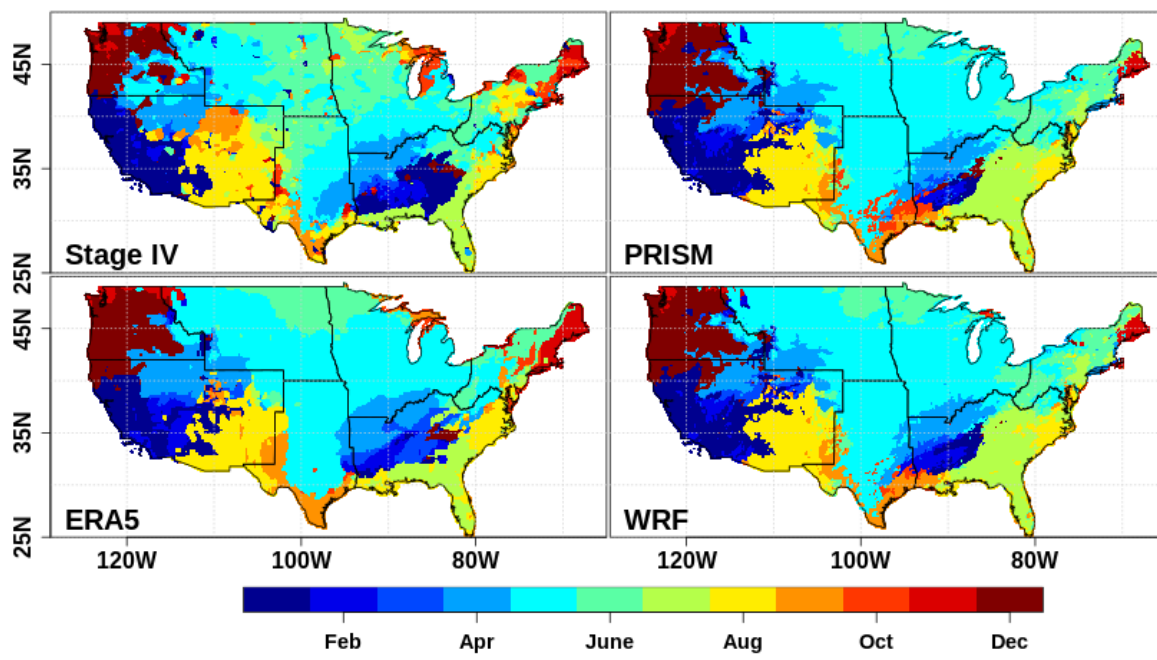 45N
35N
25N
Stage IV
PRISM
45N
35N
25N
ERA5
WRF
120W 100W 80W 120W 100W 80W
Feb Apr June Aug Oct Dec